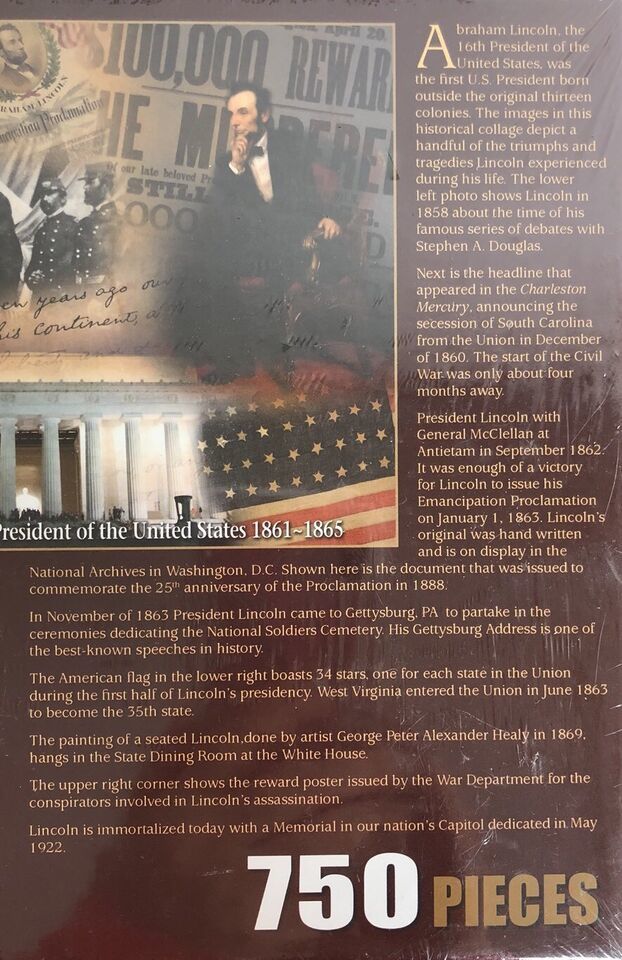 April 20,
$100,000 REWARD
THE MURDERER
Of our late beloved Pr
STILL
ABRAHAM LINCOLN
Emancipation Proclamation
en years ago our
his continent, a
President of the United States 1861~1865
Abraham Lincoln, the
16th President of the
United States, was
the first U.S. President born
outside the original thirteen
colonies. The images in this
historical collage depict a
handful of the triumphs and
tragedies Lincoln experienced
during his life. The lower
left photo shows Lincoln in
1858 about the time of his
famous series of debates with
Stephen A. Douglas.
Next is the headline that
appeared in the Charleston
Mercury, announcing the
secession of South Carolina
from the Union in December
of 1860. The start of the Civil
War was only about four
months away.
President Lincoln with
General McClellan at
Antietam in September 1862.
It was enough of a victory
for Lincoln to issue his
Emancipation Proclamation
on January 1, 1863. Lincoln's
original was hand written
and is on display in the
National Archives in Washington, D.C. Shown here is the document that was issued to
commemorate the 25th anniversary of the Proclamation in 1888.
In November of 1863 President Lincoln came to Gettysburg, PA to partake in the
ceremonies dedicating the National Soldiers Cemetery. His Gettysburg Address is one of
the best-known speeches in history.
The American flag in the lower right boasts 34 stars, one for each state in the Union
during the first half of Lincoln's presidency. West Virginia entered the Union in June 1863
to become the 35th state.
The painting of a seated Lincoln,done by artist George Peter Alexander Healy in 1869,
hangs in the State Dining Room at the White House.
The upper right corner shows the reward poster issued by the War Department for the
conspirators involved in Lincoln's assassination.
Lincoln is immortalized today with a Memorial in our nation's Capitol dedicated in May
1922.
750 PIECES